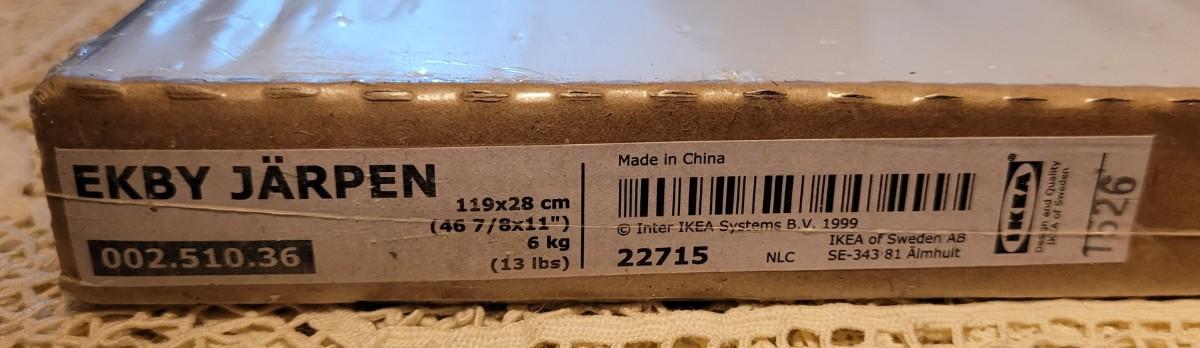 EKBY JÄRPEN
119x28 cm
(46 7/8x11")
6 kg
(13 lbs)
002.510.36
Made in China
© Inter IKEA Systems B.V. 1999
22715
NLC
IKEA of Sweden AB
SE-343 81 Älmhult
IKEA®
Design and Quality
IKEA of Sweden